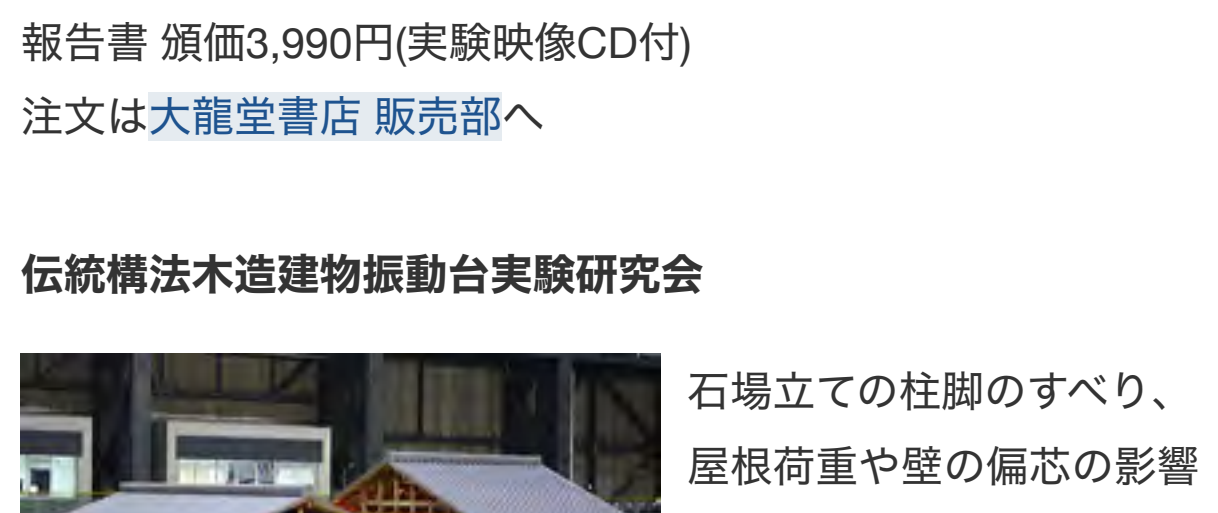 報告書 頒価3,990円(実験映像CD付)
注文は大龍堂書店 販売部へ
伝統構法木造建物振動台実験研究会
石場立ての柱脚のすべり、
屋根荷重や壁の偏芯の影響